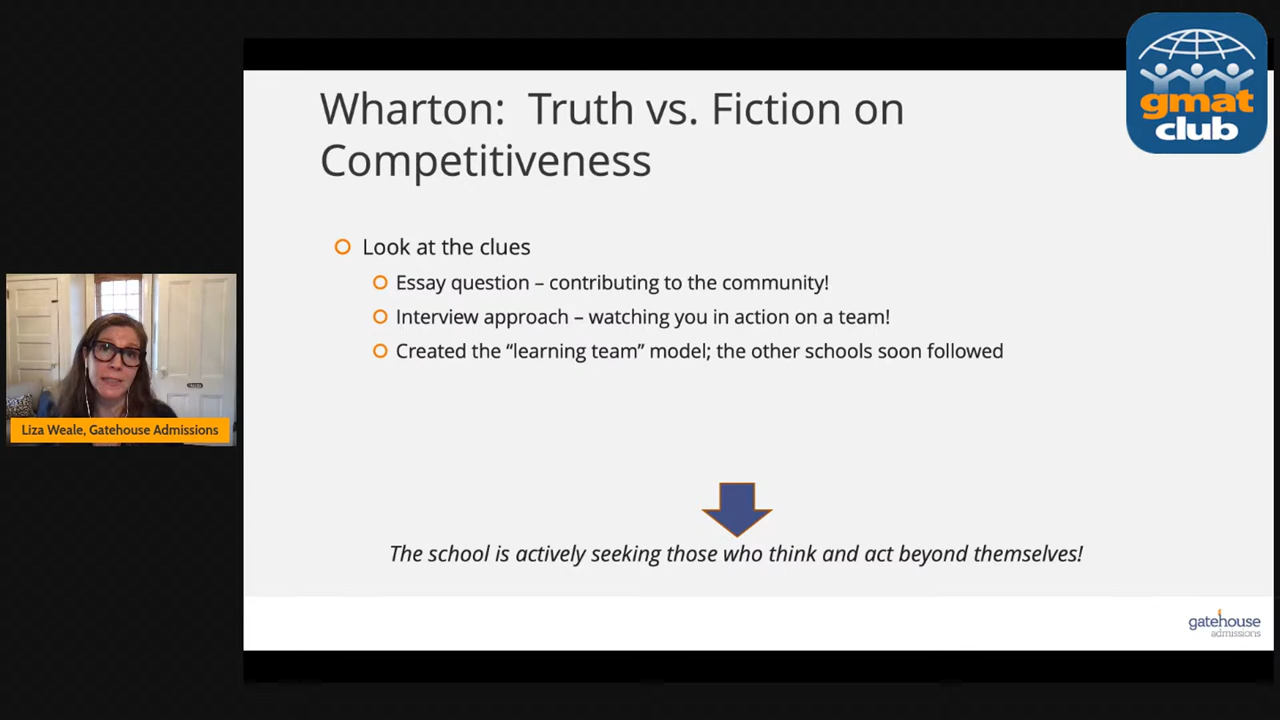 Wharton:  Truth vs. Fiction on
Competitiveness
Look at the clues
Essay question – contributing to the community!
Interview approach – watching you in action on a team!
Created the “learning team” model; the other schools soon followed
The school is actively seeking those who think and act beyond themselves!
Liza Weale, Gatehouse Admissions
gmat
club
gatehouse
admissions